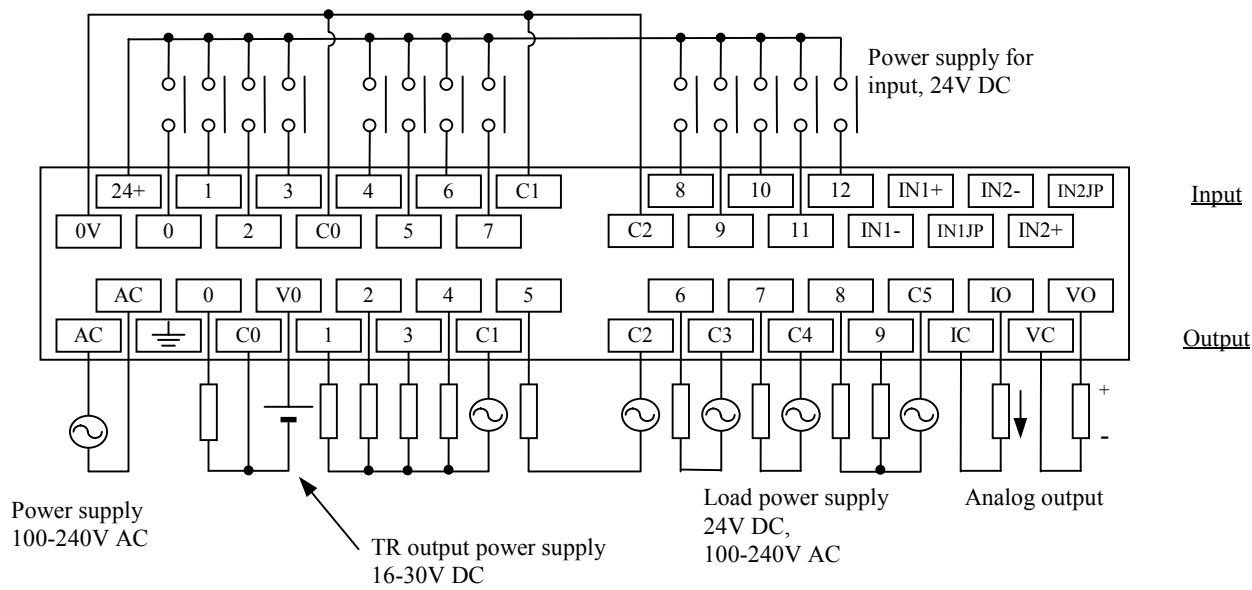 Power supply for
input, 24V DC
24+ 1 3 4 6 C1 8 10 12 IN1+ IN2- IN2JP
Input
0V 0 2 C0 5 7 C2 9 11 IN1- IN1JP IN2+
AC 0 V0 2 4 5 6 7 8 C5 IO VO
AC C0 1 3 C1 C2 C3 C4 9 IC VC
Output
+
-
Power supply
100-240V AC
TR output power supply
16-30V DC
Load power supply
24V DC,
100-240V AC
Analog output